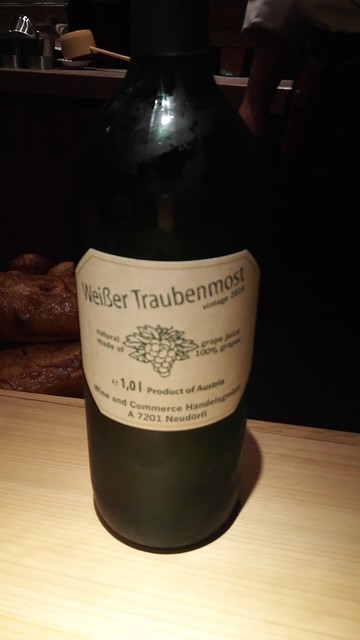 Weißer Traubenmost
vintage 2016
natural grape juice
made of 100% grapes
e 1,0 l Product of Austria
Wine and Commerce Handelsgmbh
A 7201 Neudörfl